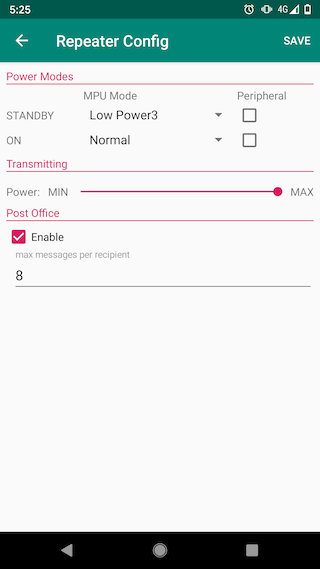 5:25
4G
Repeater Config
SAVE
Power Modes
MPU Mode Peripheral
STANDBY Low Power3
ON Normal
Transmitting
Power: MIN MAX
Post Office
Enable
max messages per recipient
8